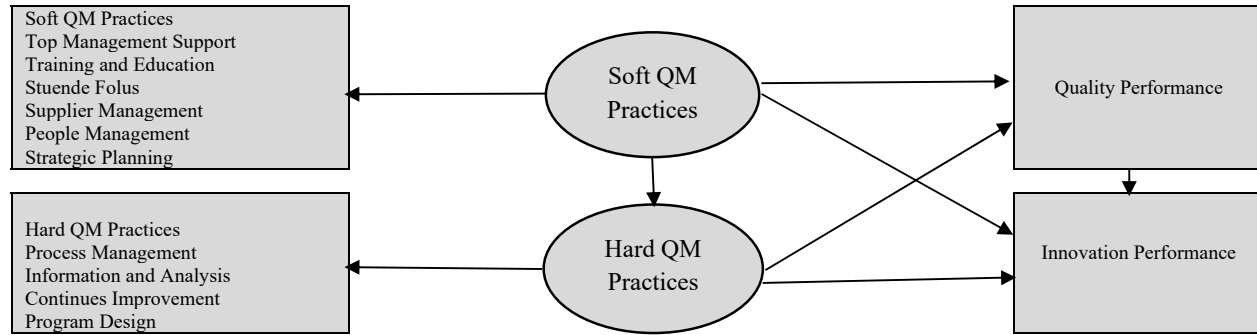 Soft QM Practices
Top Management Support
Training and Education
Stuende Folus
Supplier Management
People Management
Strategic Planning
Hard QM Practices
Process Management
Information and Analysis
Continues Improvement
Program Design
Soft QM
Practices
Hard QM
Practices
Quality Performance
Innovation Performance